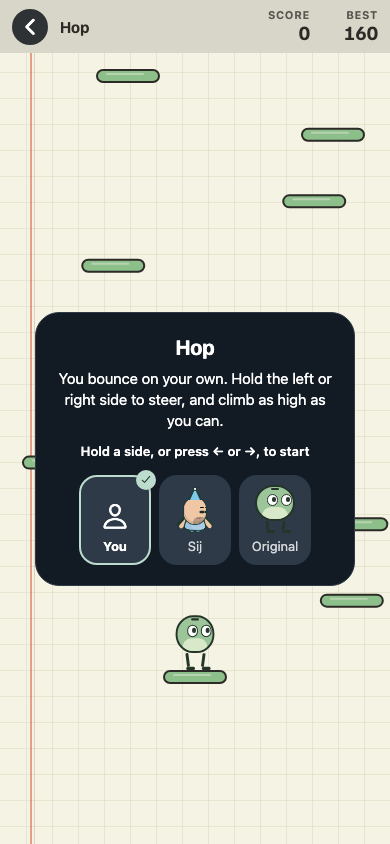 Hop
SCORE
0
BEST
160
Hop
You bounce on your own. Hold the left or
right side to steer, and climb as high as
you can.
Hold a side, or press ← or →, to start
You
Sij
Original